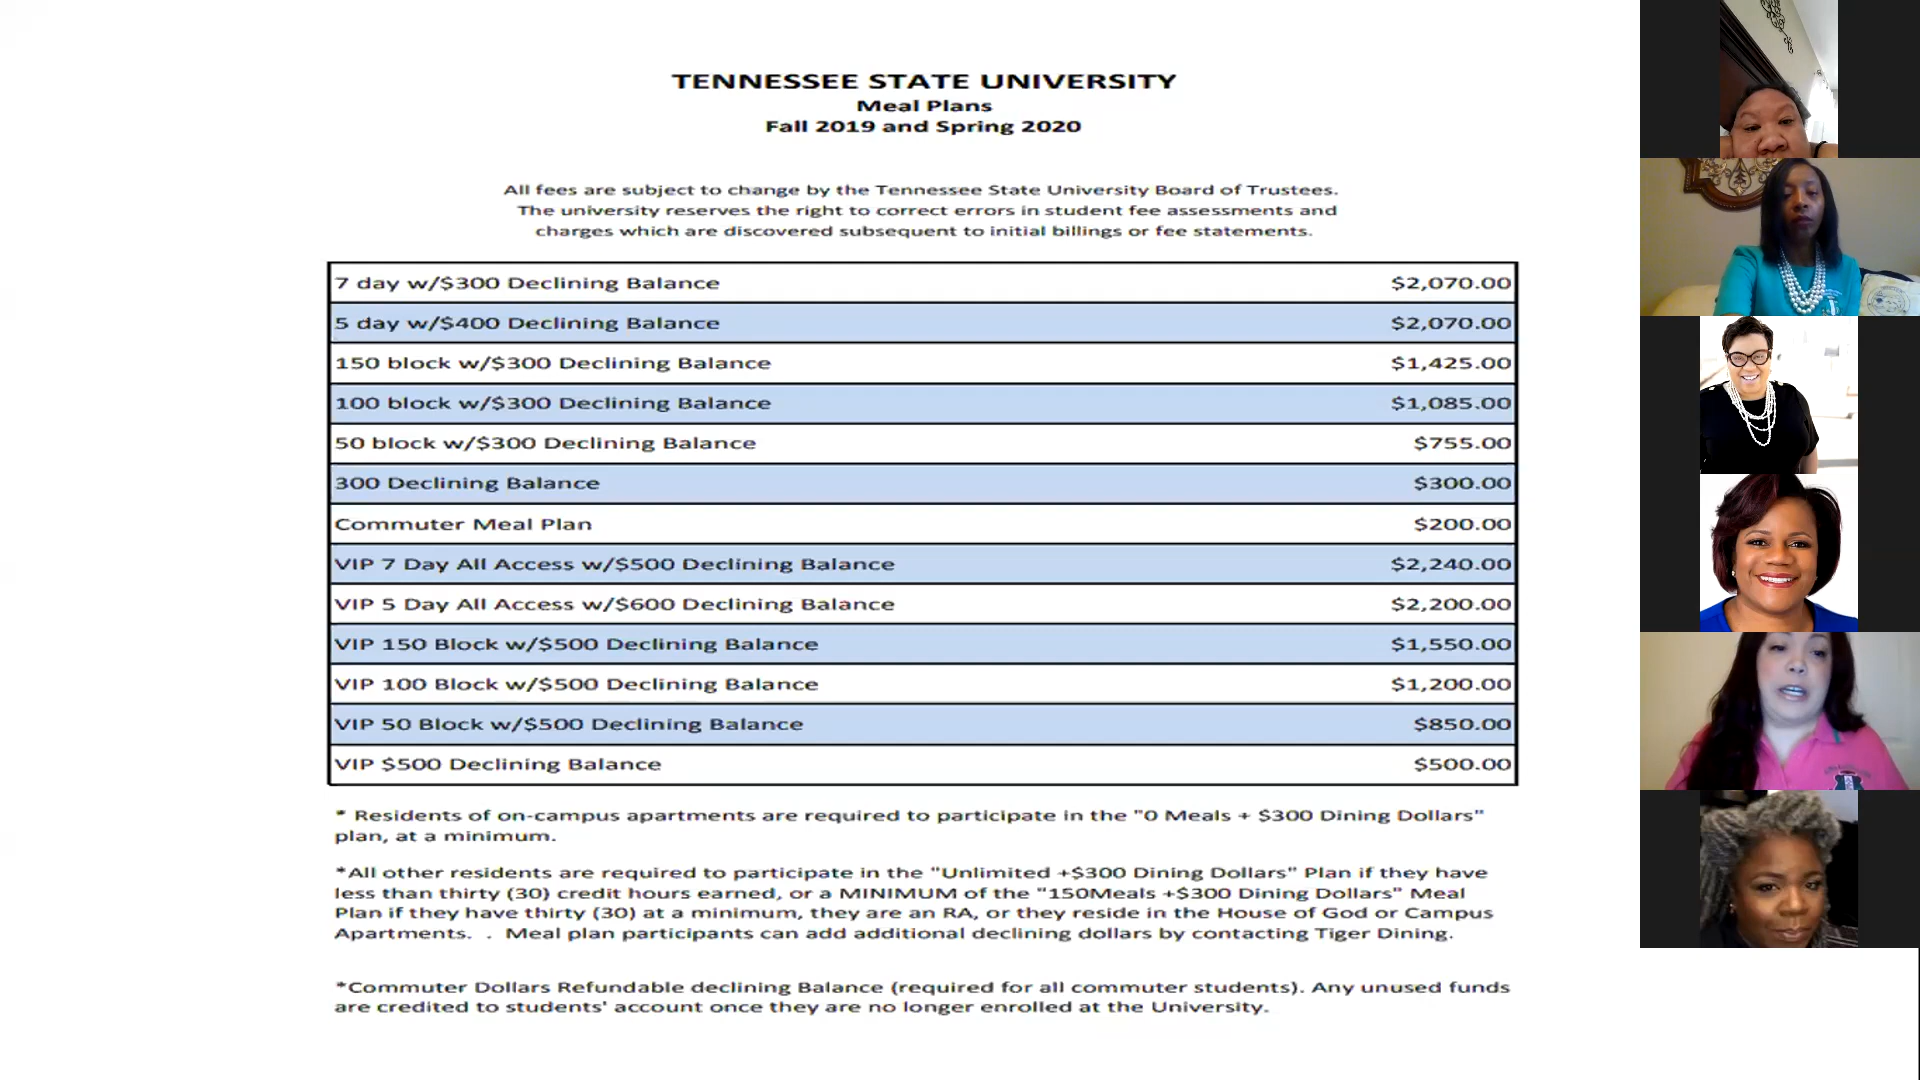 TENNESSEE STATE UNIVERSITY
Meal Plans
Fall 2019 and Spring 2020
All fees are subject to change by the Tennessee State University Board of Trustees.
The university reserves the right to correct errors in student fee assessments and
charges which are discovered subsequent to initial billings or fee statements.
7 day w/$300 Declining Balance $2,070.00
5 day w/$400 Declining Balance $2,070.00
150 block w/$300 Declining Balance $1,425.00
100 block w/$300 Declining Balance $1,085.00
50 block w/$300 Declining Balance $755.00
300 Declining Balance $300.00
Commuter Meal Plan $200.00
VIP 7 Day All Access w/$500 Declining Balance $2,240.00
VIP 5 Day All Access w/$600 Declining Balance $2,200.00
VIP 150 Block w/$500 Declining Balance $1,550.00
VIP 100 Block w/$500 Declining Balance $1,200.00
VIP 50 Block w/$500 Declining Balance $850.00
VIP $500 Declining Balance $500.00
* Residents of on-campus apartments are required to participate in the "0 Meals + $300 Dining Dollars"
plan, at a minimum.
*All other residents are required to participate in the "Unlimited +$300 Dining Dollars" Plan if they have
less than thirty (30) credit hours earned, or a MINIMUM of the "150Meals +$300 Dining Dollars" Meal
Plan if they have thirty (30) at a minimum, they are an RA, or they reside in the House of God or Campus
Apartments. . Meal plan participants can add additional declining dollars by contacting Tiger Dining.
*Commuter Dollars Refundable declining Balance (required for all commuter students). Any unused funds
are credited to students' account once they are no longer enrolled at the University.